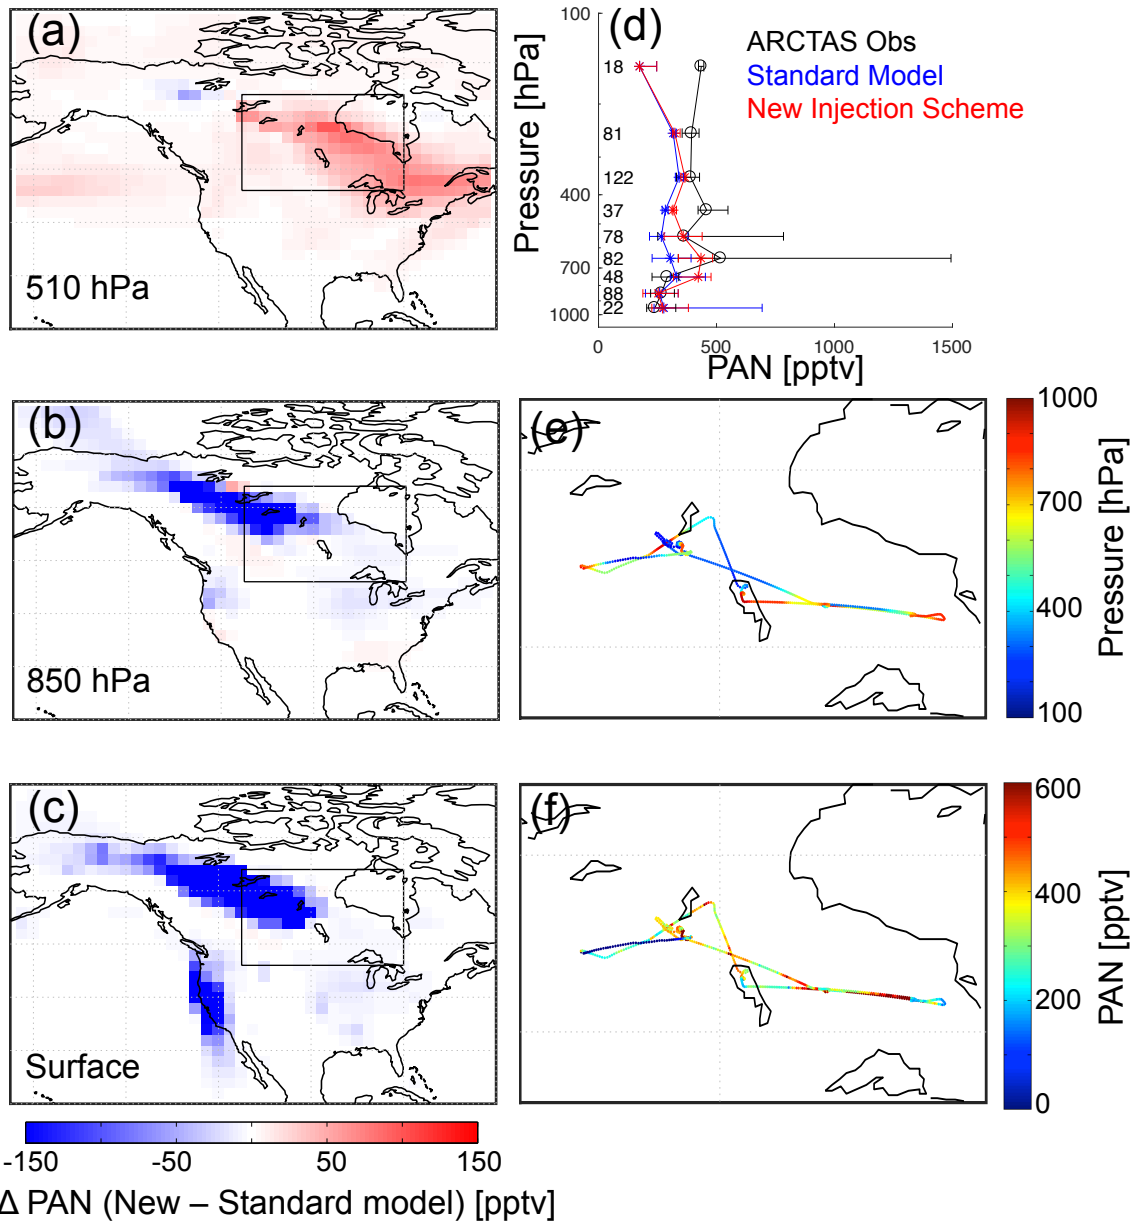 (a)
510 hPa
(d)
ARCTAS Obs
Standard Model
New Injection Scheme
Pressure [hPa]
100
400
700
1000
18
81
122
37
78
82
48
88
22
0
500
1000
1500
PAN [pptv]
(b)
850 hPa
(e)
1000
700
400
100
Pressure [hPa]
(c)
Surface
(f)
600
400
200
0
PAN [pptv]
-150
-50
50
150
Δ PAN (New – Standard model) [pptv]